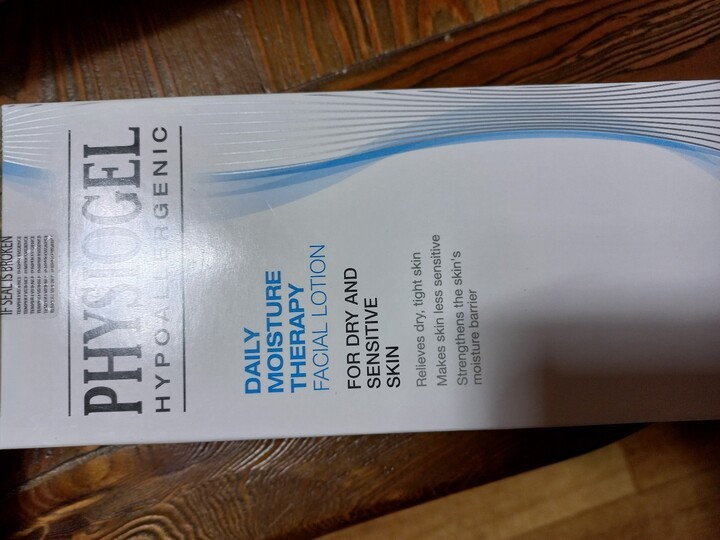 IF SEAL IS BROKEN
PHYSIOGEL
HYPOALLERGENIC
DAILY
MOISTURE
THERAPY
FACIAL LOTION
FOR DRY AND
SENSITIVE
SKIN
Relieves dry, tight skin
Makes skin less sensitive
Strengthens the skin's
moisture barrier